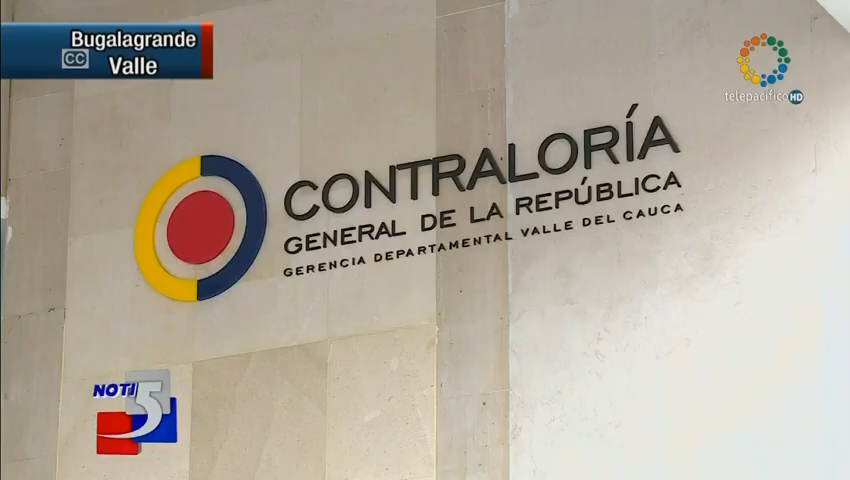 Bugalagrande
CC
Valle
telepacífico HD
CONTRALORÍA
GENERAL DE LA REPÚBLICA
GERENCIA DEPARTAMENTAL VALLE DEL CAUCA
NOTI 5